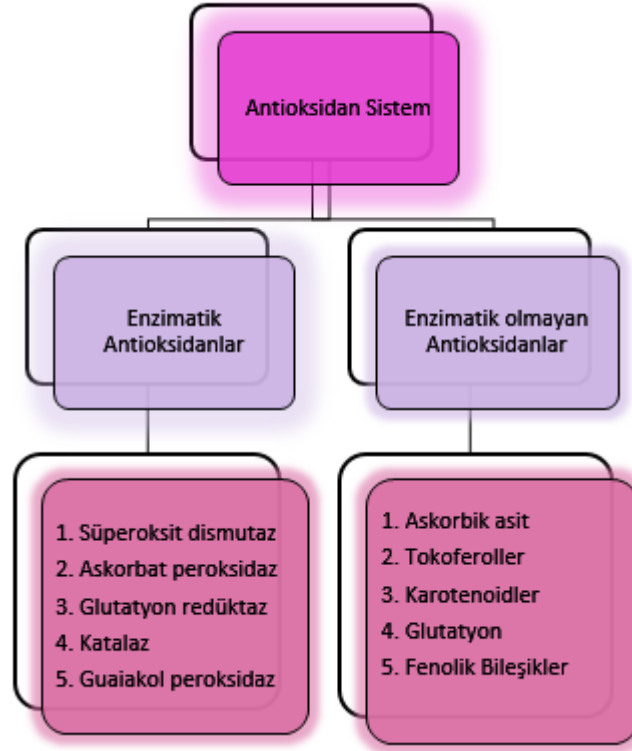 Antioksidan Sistem
Enzimatik
Antioksidanlar
Enzimatik olmayan
Antioksidanlar
1. Süperoksit dismutaz
2. Askorbat peroksidaz
3. Glutatyon redüktaz
4. Katalaz
5. Guaiakol peroksidaz
1. Askorbik asit
2. Tokoferoller
3. Karotenoidler
4. Glutatyon
5. Fenolik Bileşikler